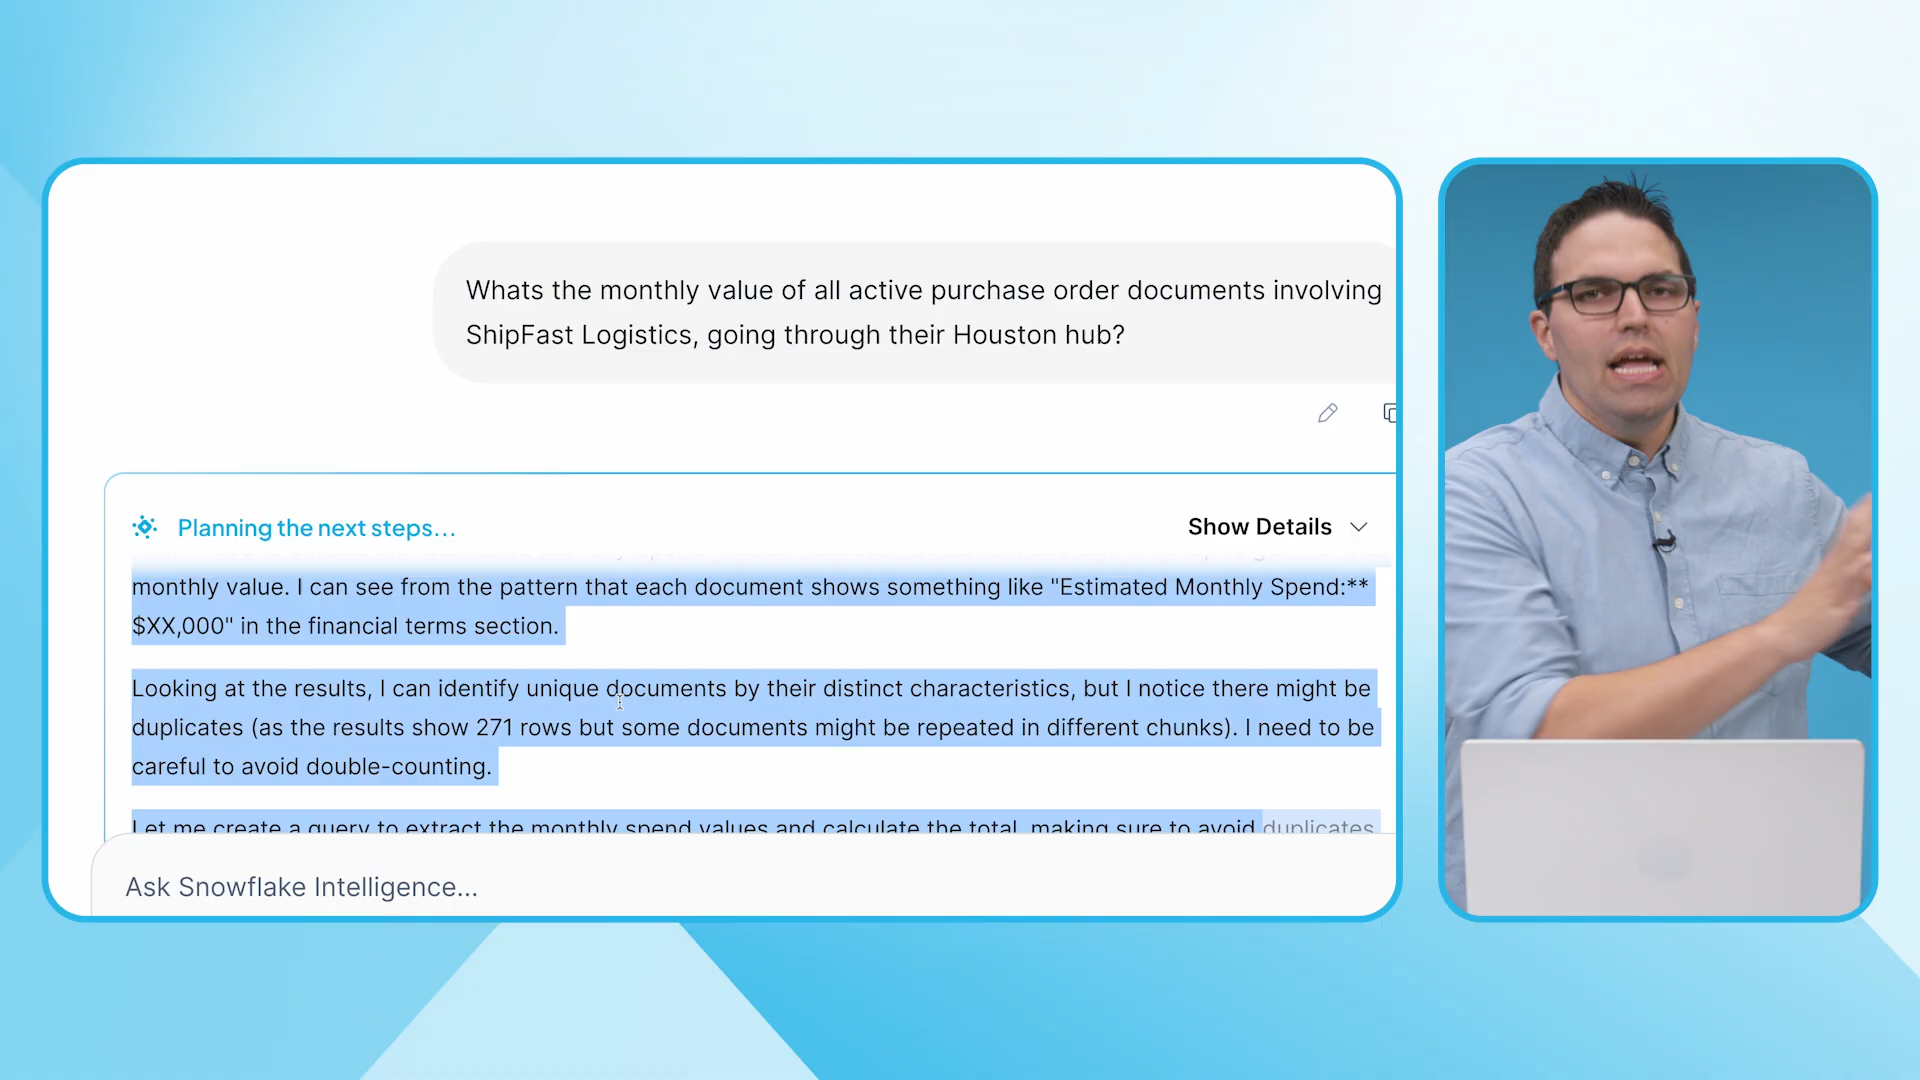 Whats the monthly value of all active purchase order documents involving
ShipFast Logistics, going through their Houston hub?
Planning the next steps...
Show Details
monthly value. I can see from the pattern that each document shows something like "Estimated Monthly Spend:**
$XX,000" in the financial terms section.
Looking at the results, I can identify unique documents by their distinct characteristics, but I notice there might be
duplicates (as the results show 271 rows but some documents might be repeated in different chunks). I need to be
careful to avoid double-counting.
Let me create a query to extract the monthly spend values and calculate the total, making sure to avoid duplicates
Ask Snowflake Intelligence...